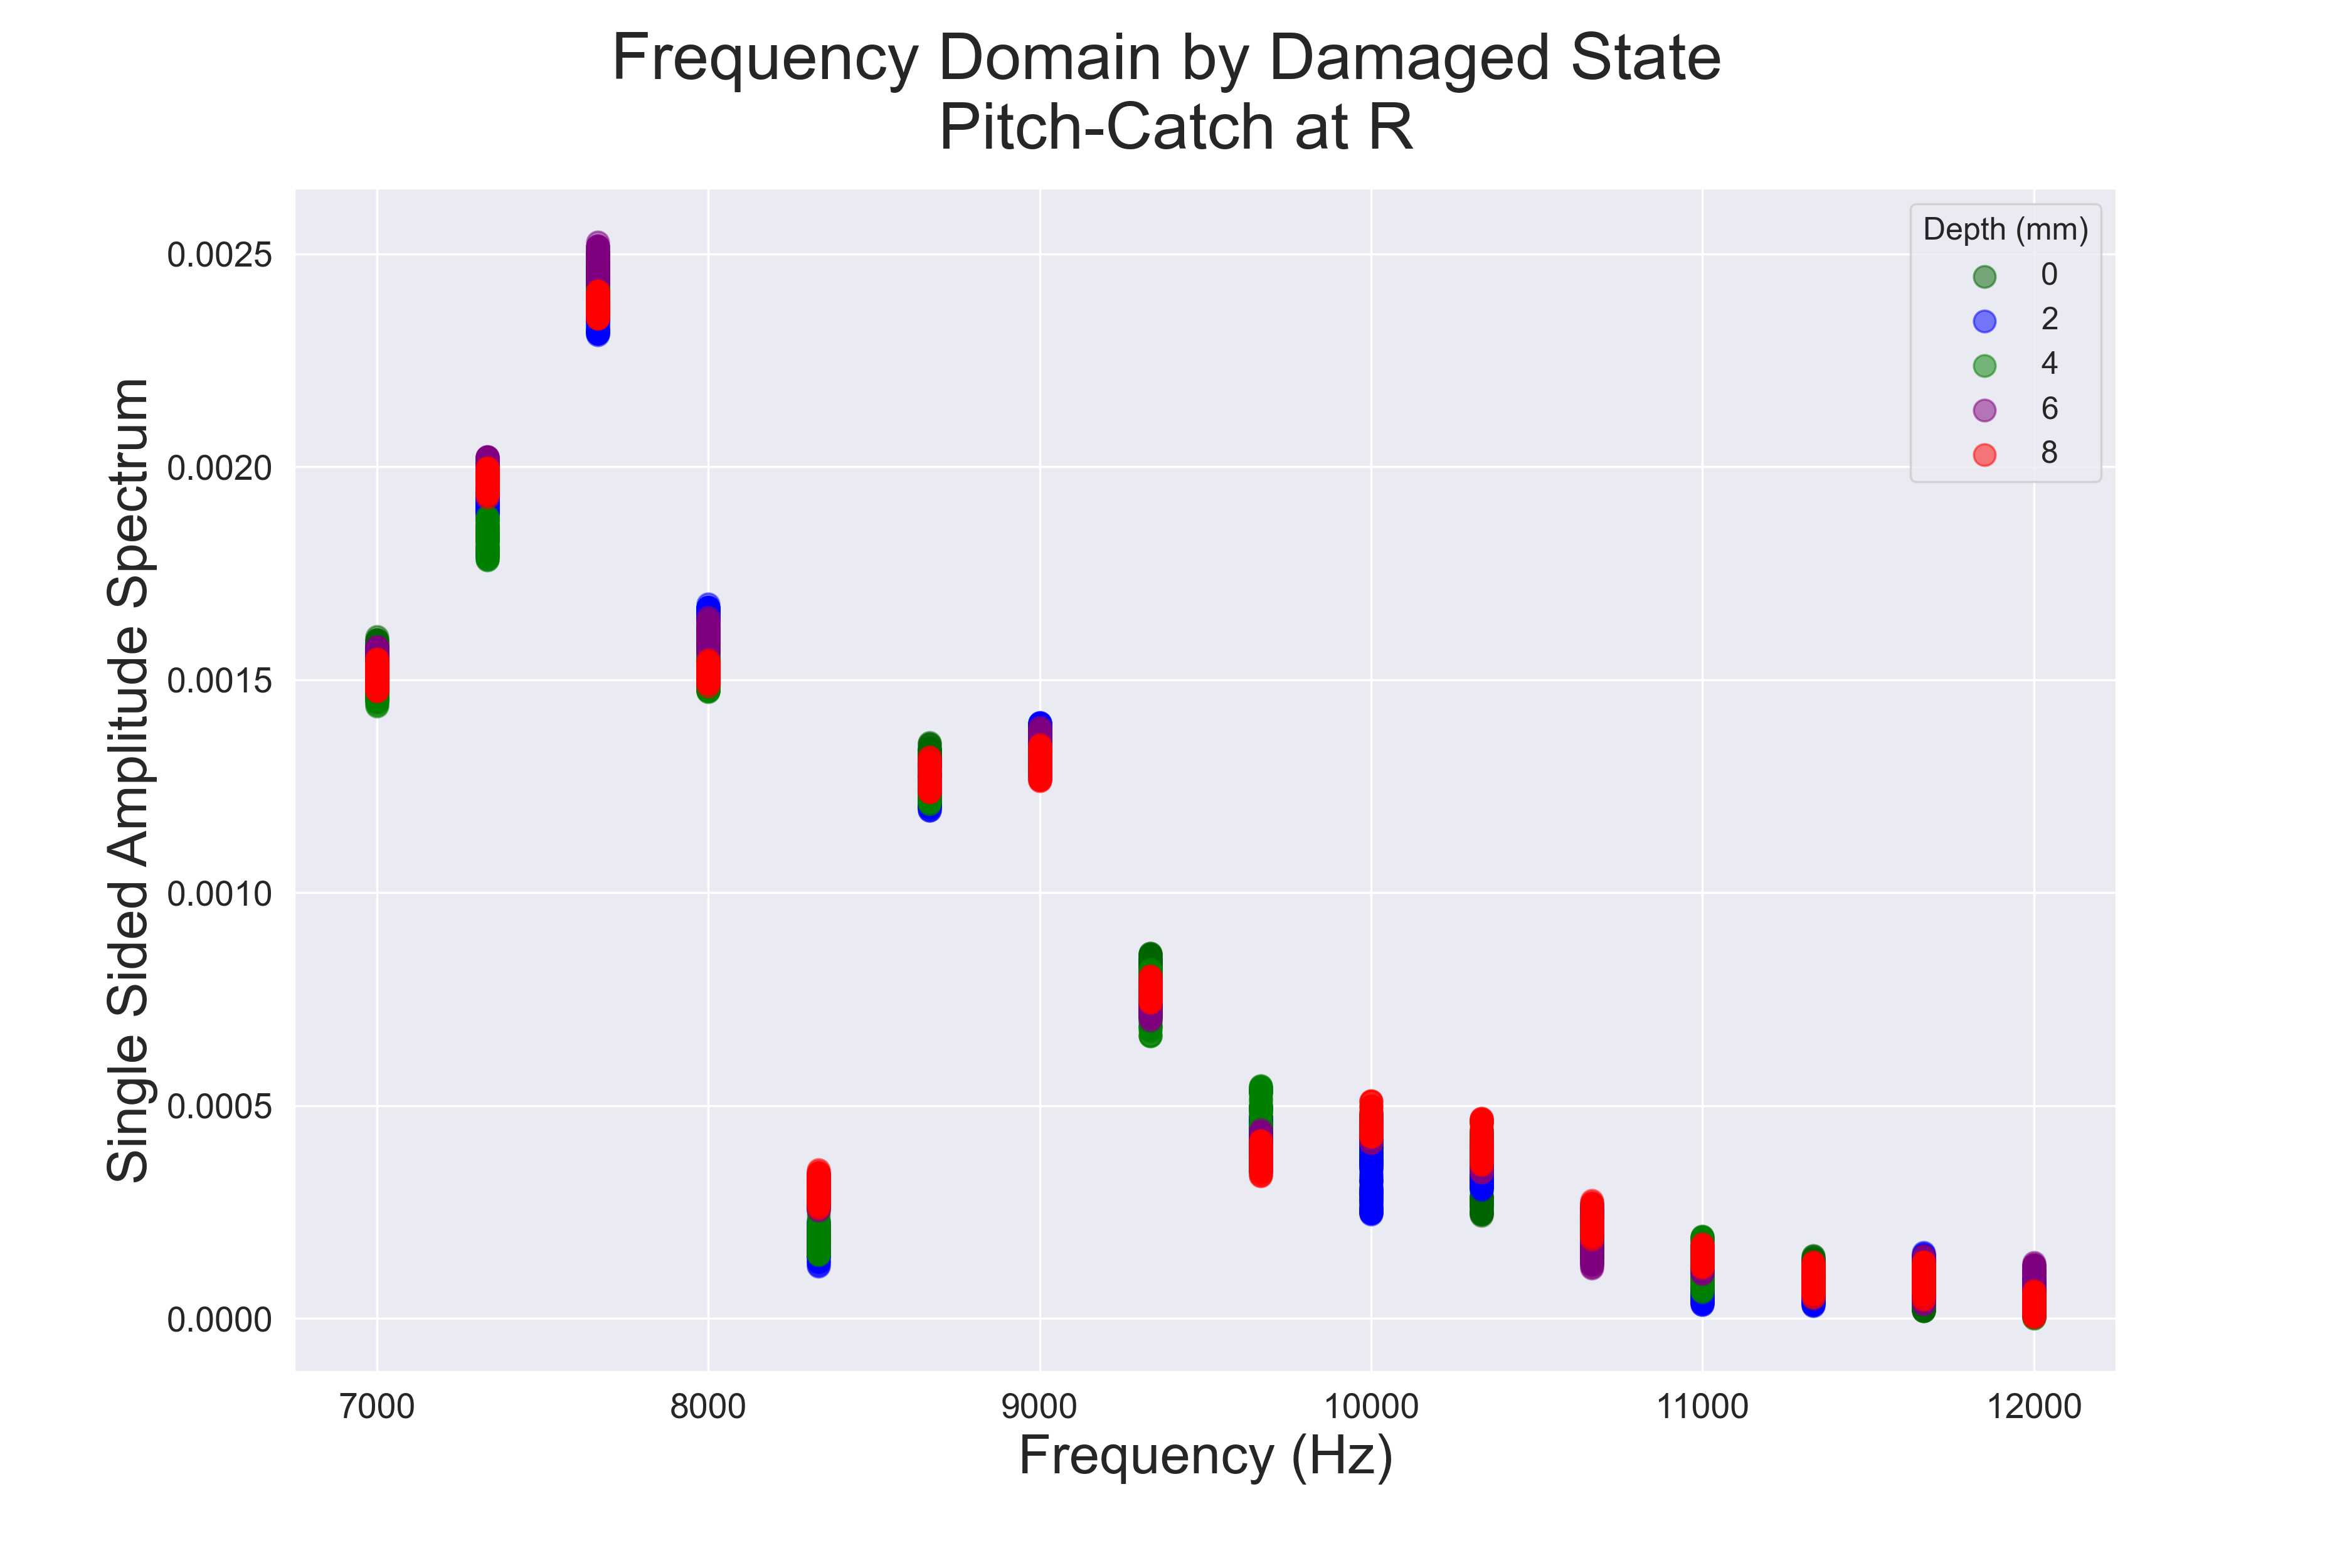 Frequency Domain by Damaged State
Pitch-Catch at R
Depth (mm)
0
2
4
6
8
Single Sided Amplitude Spectrum
0.0025
0.0020
0.0015
0.0010
0.0005
0.0000
7000 8000 9000 10000 11000 12000
Frequency (Hz)